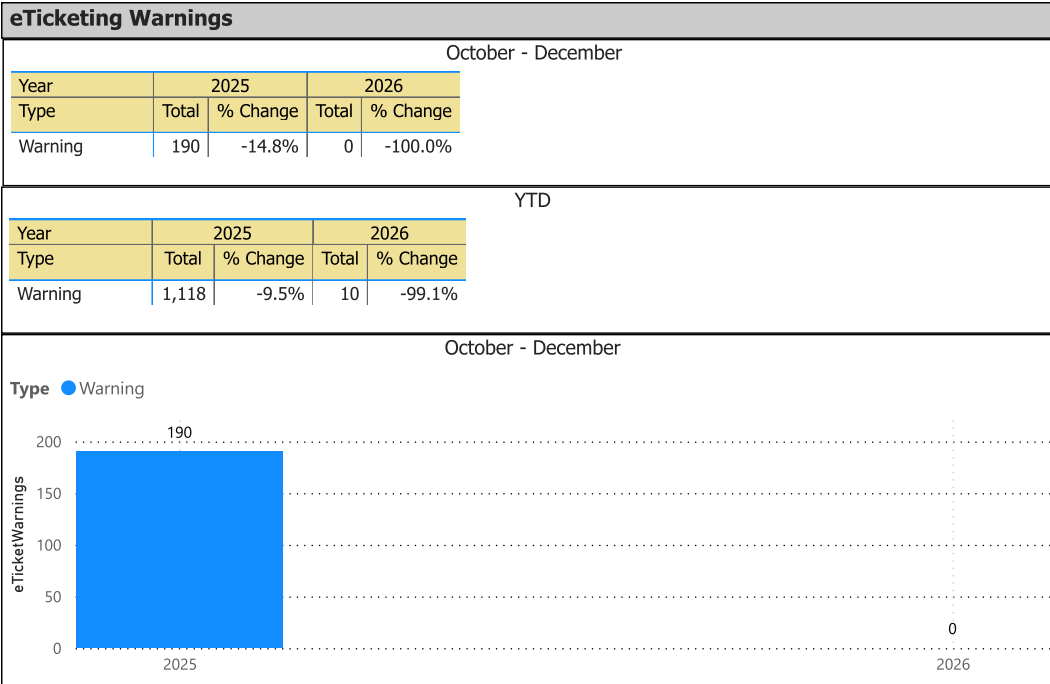 eTicketing Warnings
October - December
Year 2025 2026
Type Total % Change Total % Change
Warning 190 -14.8% 0 -100.0%
YTD
Year 2025 2026
Type Total % Change Total % Change
Warning 1,118 -9.5% 10 -99.1%
October - December
Type Warning
190
200
150
100
50
0
eTicketWarnings
0
2025 2026